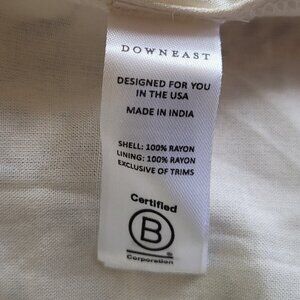 DOWNEAST
DESIGNED FOR YOU
IN THE USA
MADE IN INDIA
SHELL: 100% RAYON
LINING: 100% RAYON
EXCLUSIVE OF TRIMS
Certified
B
Corporation